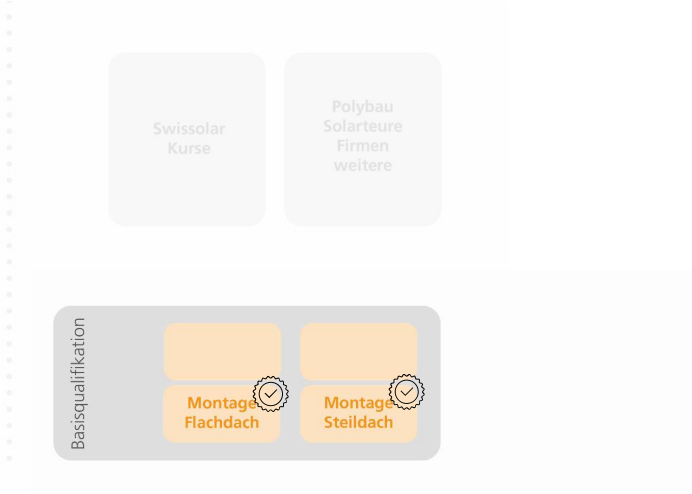 Swissolar
Kurse
Polybau
Solarteure
Firmen
weitere
Basisqualifikation
Montage
Flachdach
Montage
Steildach